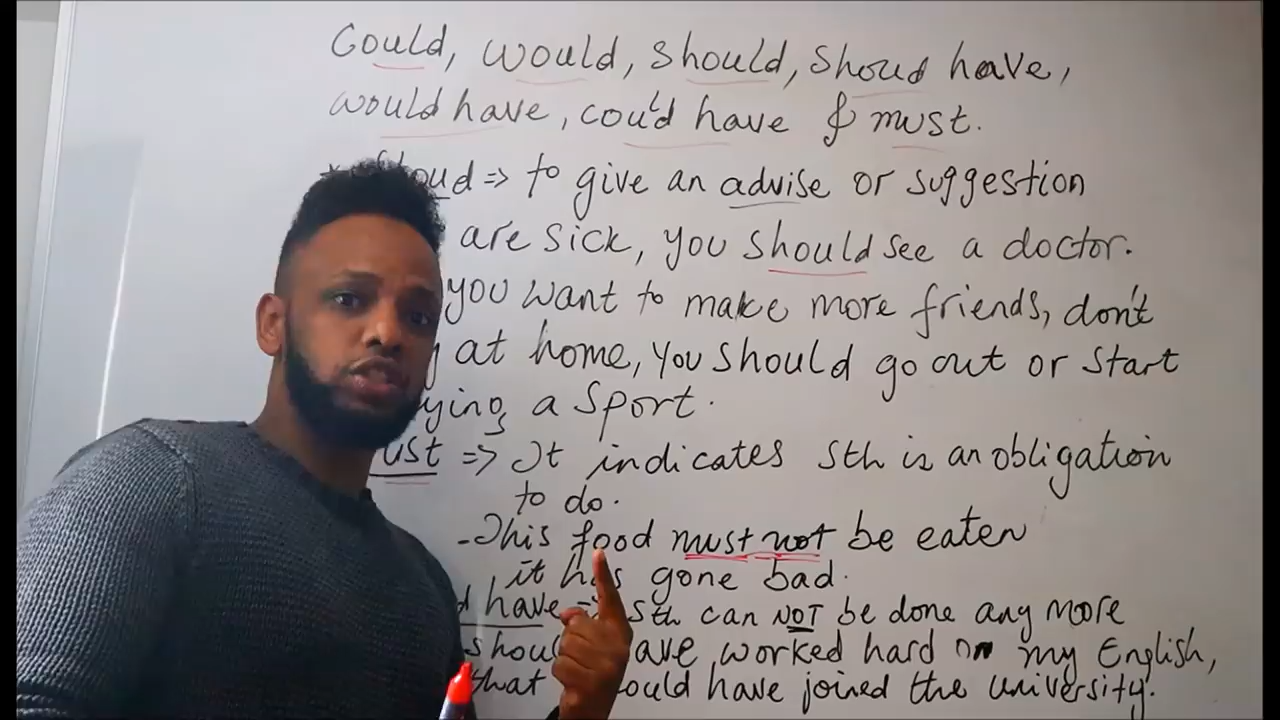 Could, would, should, shoud have,
would have, could have & must.
to give an advise or suggestion
are sick, you should see a doctor.
you want to make more friends, don't
at home, you should go out or start
a sport.
=> It indicates sth is an obligation
to do.
-This food must not be eaten
it has gone bad.
have => sth can NOT be done any more
worked hard on my English,
that would have joined the university.